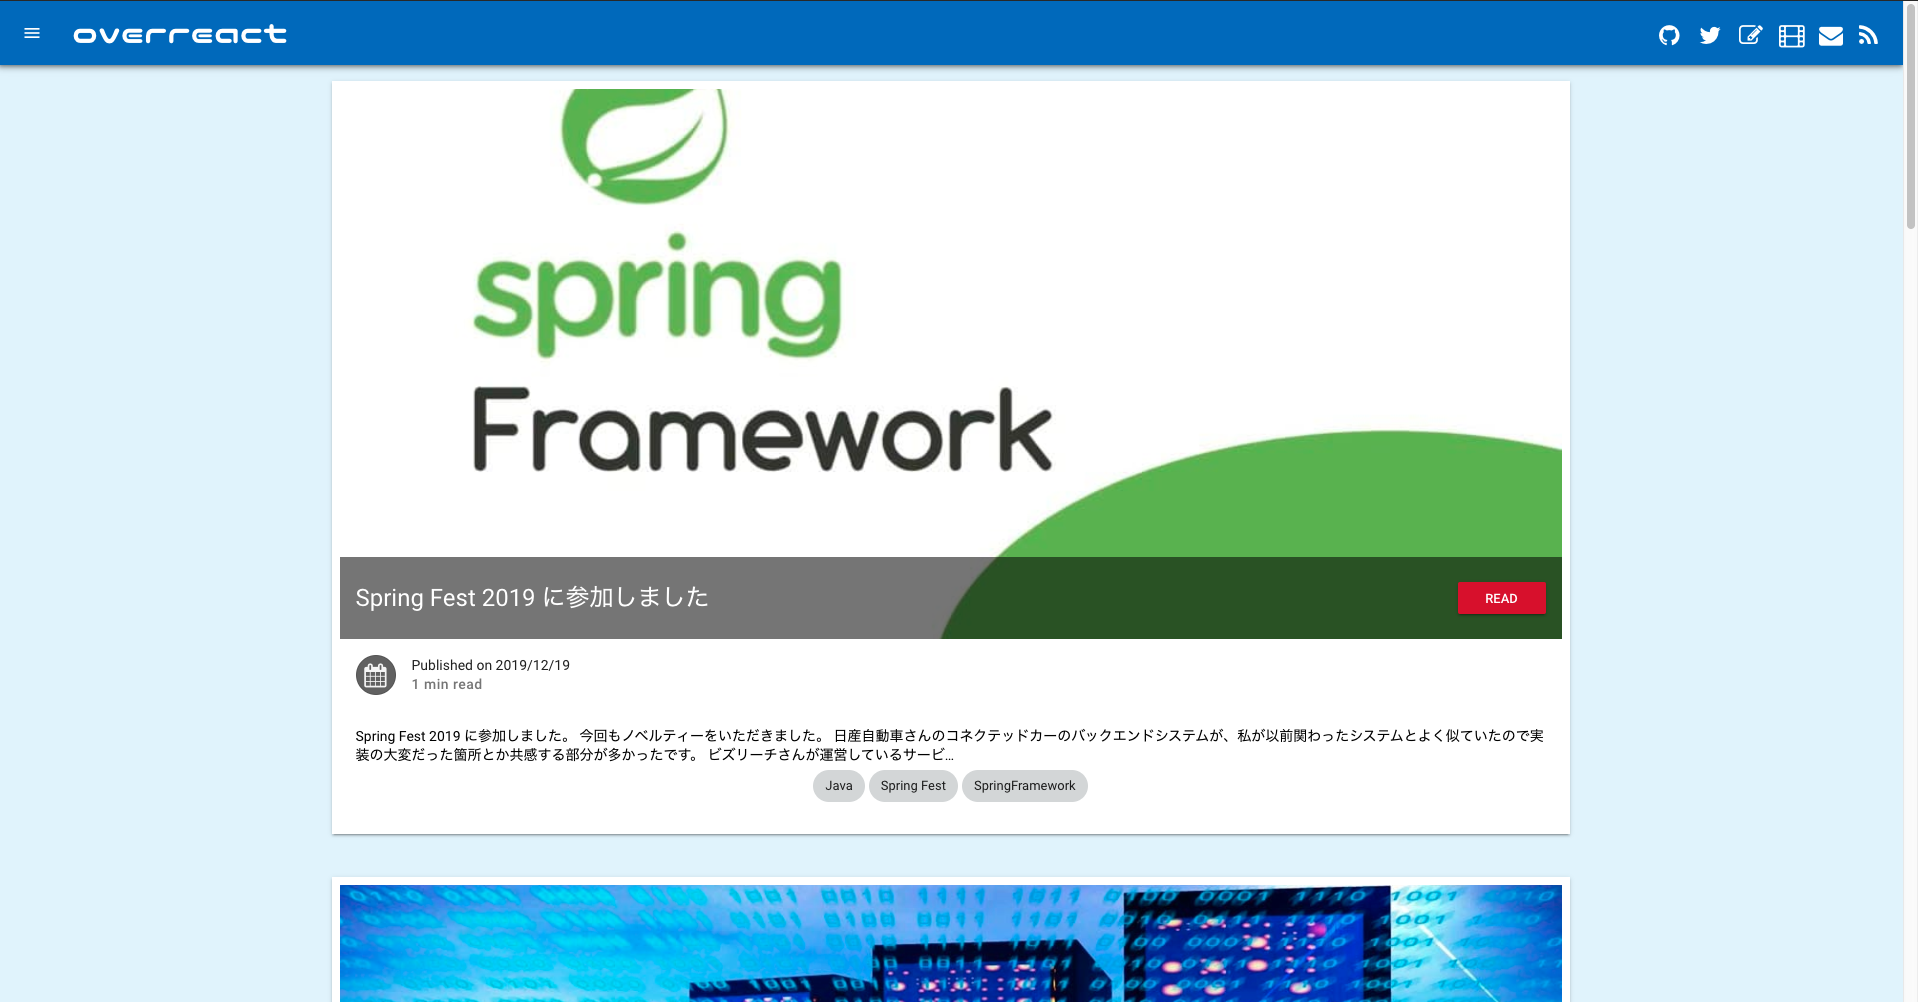 overreact
spring
Framework
Spring Fest 2019 に参加しました
READ
Published on 2019/12/19
1 min read
Spring Fest 2019 に参加しました。 今回もノベルティーをいただきました。 日産自動車さんのコネクテッドカーのバックエンドシステムが、私が以前関わったシステムとよく似ていたので実
装の大変だった箇所とか共感する部分が多かったです。 ビズリーチさんが運営しているサービ…
Java
Spring Fest
SpringFramework